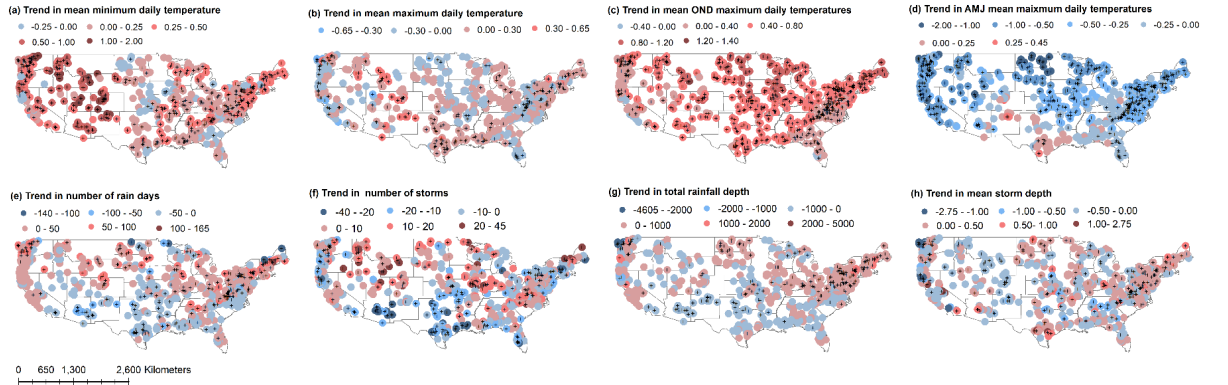 (a) Trend in mean minimum daily temperature
-0.25 - 0.00 0.00 - 0.25 0.25 - 0.50
0.50 - 1.00 1.00 - 2.00
(b) Trend in mean maximum daily temperature
-0.65 - -0.30 -0.30 - 0.00 0.00 - 0.30 0.30 - 0.65
(c) Trend in mean OND maximum daily temperatures
-0.40 - 0.00 0.00 - 0.40 0.40 - 0.80
0.80 - 1.20 1.20 - 1.40
(d) Trend in AMJ mean maixmum daily temperatures
-2.00 - -1.00 -1.00 - -0.50 -0.50 - -0.25 -0.25 - 0.00
0.00 - 0.25 0.25 - 0.45
(e) Trend in number of rain days
-140 - -100 -100 - -50 -50 - 0
0 - 50 50 - 100 100 - 165
(f) Trend in number of storms
-40 - -20 -20 - -10 -10 - 0
0 - 10 10 - 20 20 - 45
(g) Trend in total rainfall depth
-4605 - -2000 -2000 - -1000 -1000 - 0
0 - 1000 1000 - 2000 2000 - 5000
(h) Trend in mean storm depth
-2.75 - -1.00 -1.00 - -0.50 -0.50 - 0.00
0.00 - 0.50 0.50 - 1.00 1.00 - 2.75
0 650 1,300 2,600 Kilometers